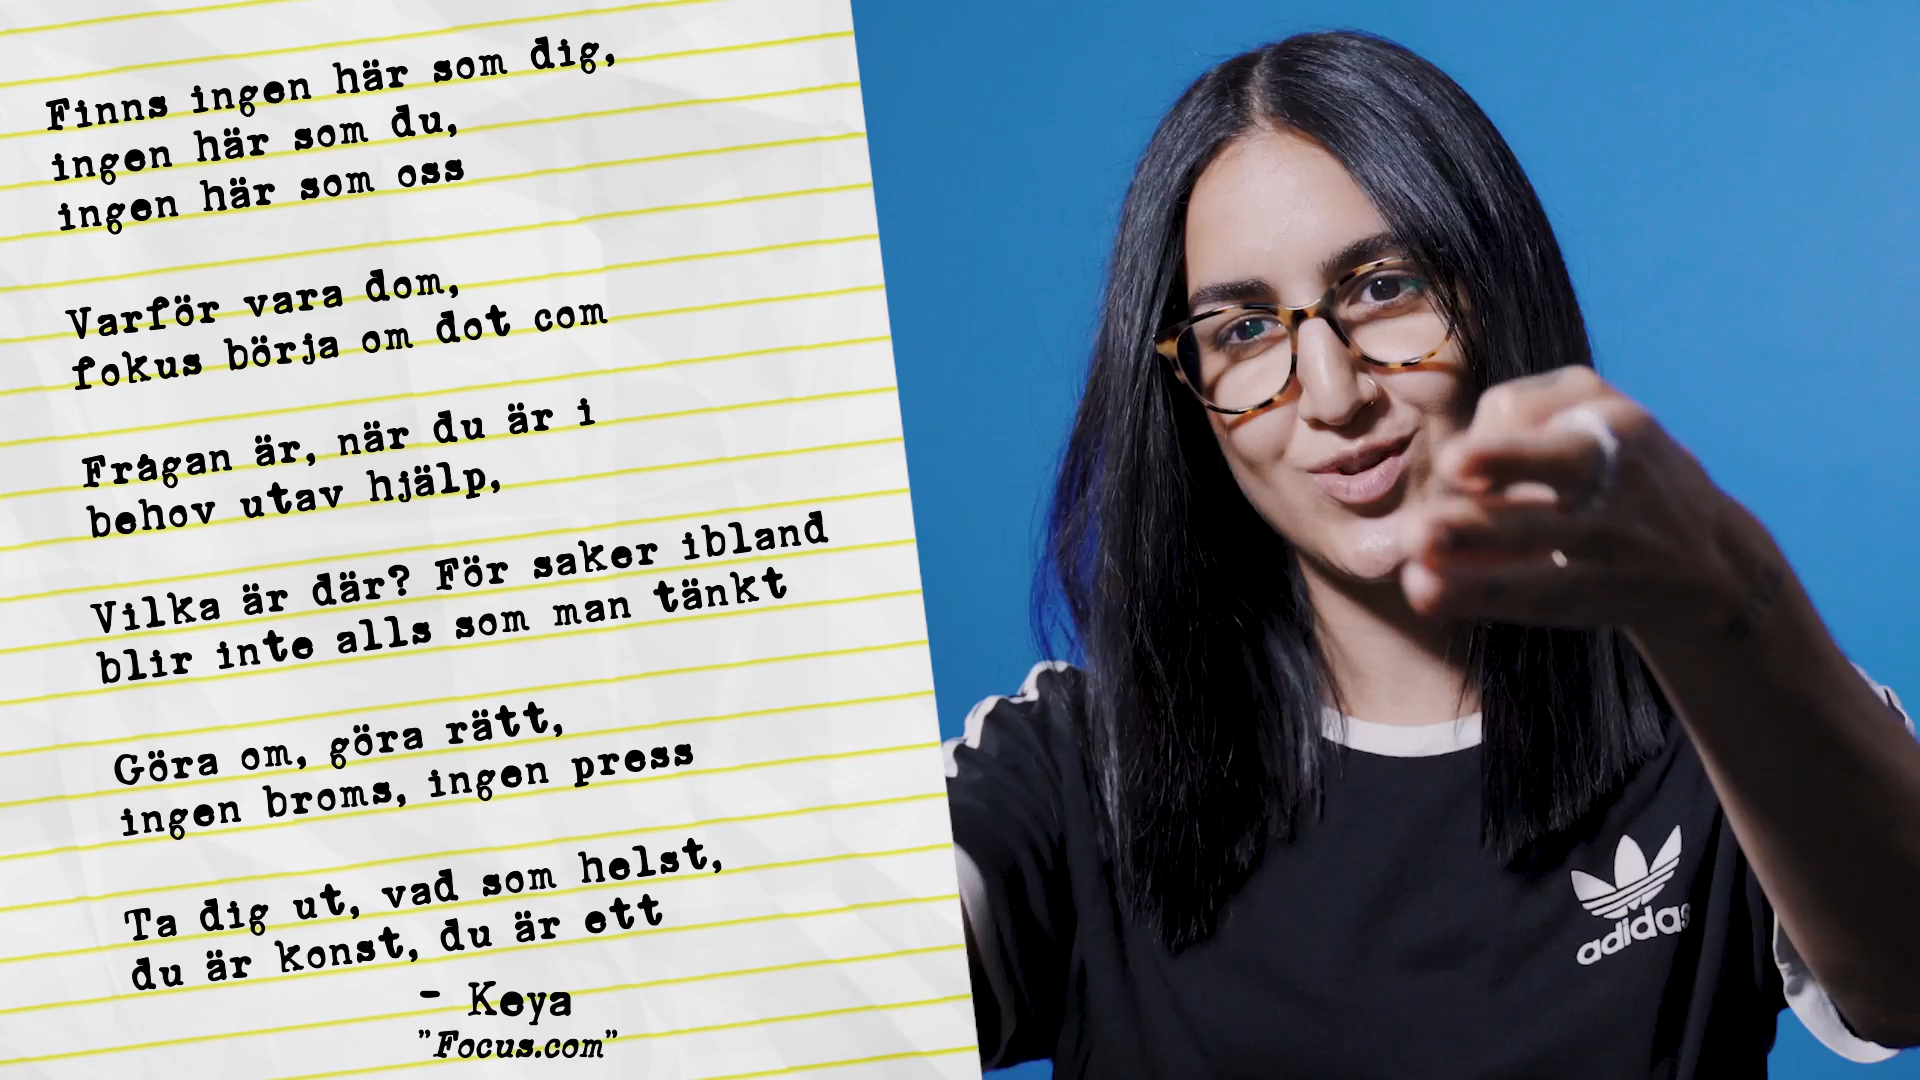 Finns ingen här som dig,
ingen här som du,
ingen här som oss
Varför vara dom,
fokus börja om dot com
Frågan är, när du är i
behov utav hjälp,
Vilka är där? För saker ibland
blir inte alls som man tänkt
Göra om, göra rätt,
ingen broms, ingen press
Ta dig ut, vad som helst,
du är konst, du är ett
- Keya
"Focus.com"
adidas